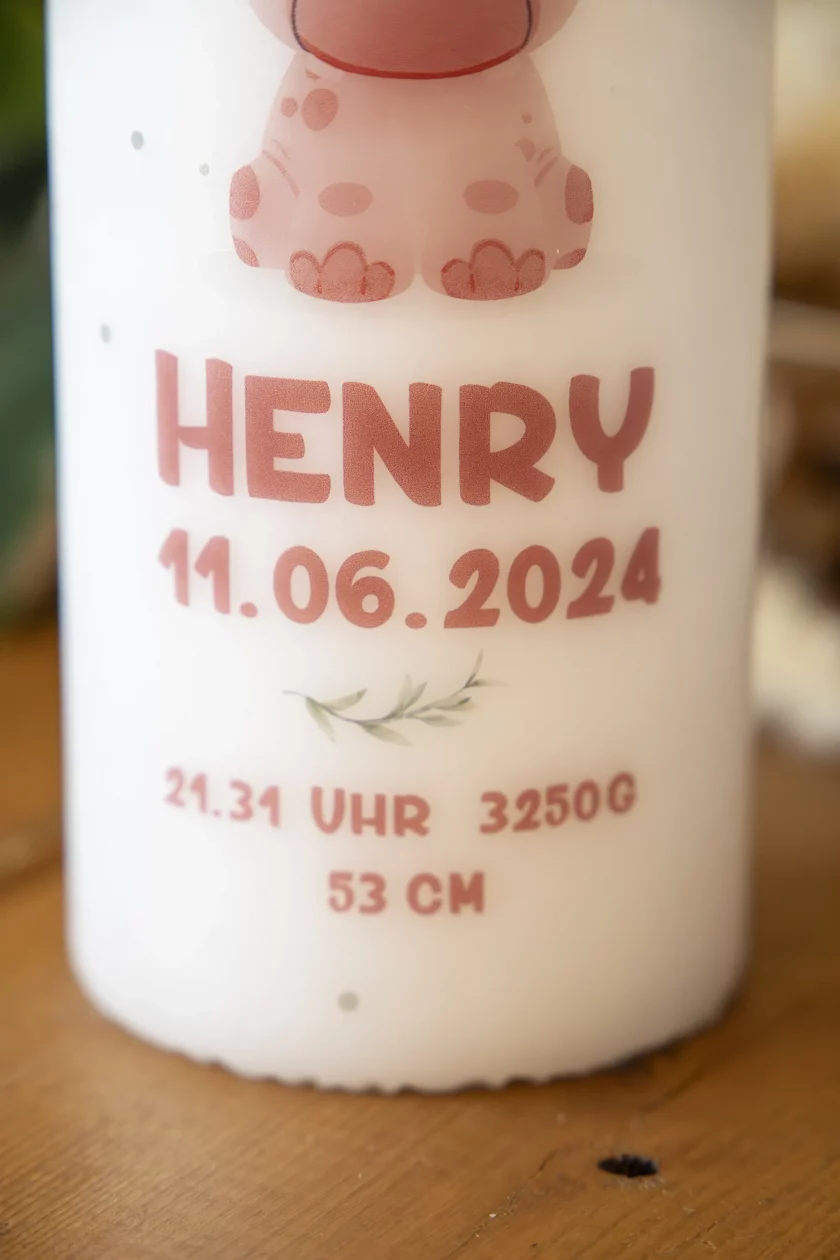 HENRY
11.06.2024
21.31 UHR 3250G
53 CM